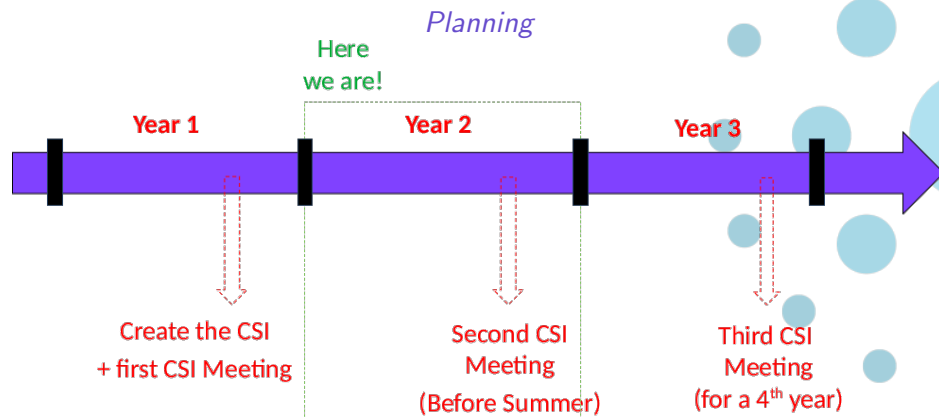 Planning
Here
we are!
Year 1
Year 2
Year 3
Create the CSI
+ first CSI Meeting
Second CSI
Meeting
(Before Summer)
Third CSI
Meeting
(for a 4th year)